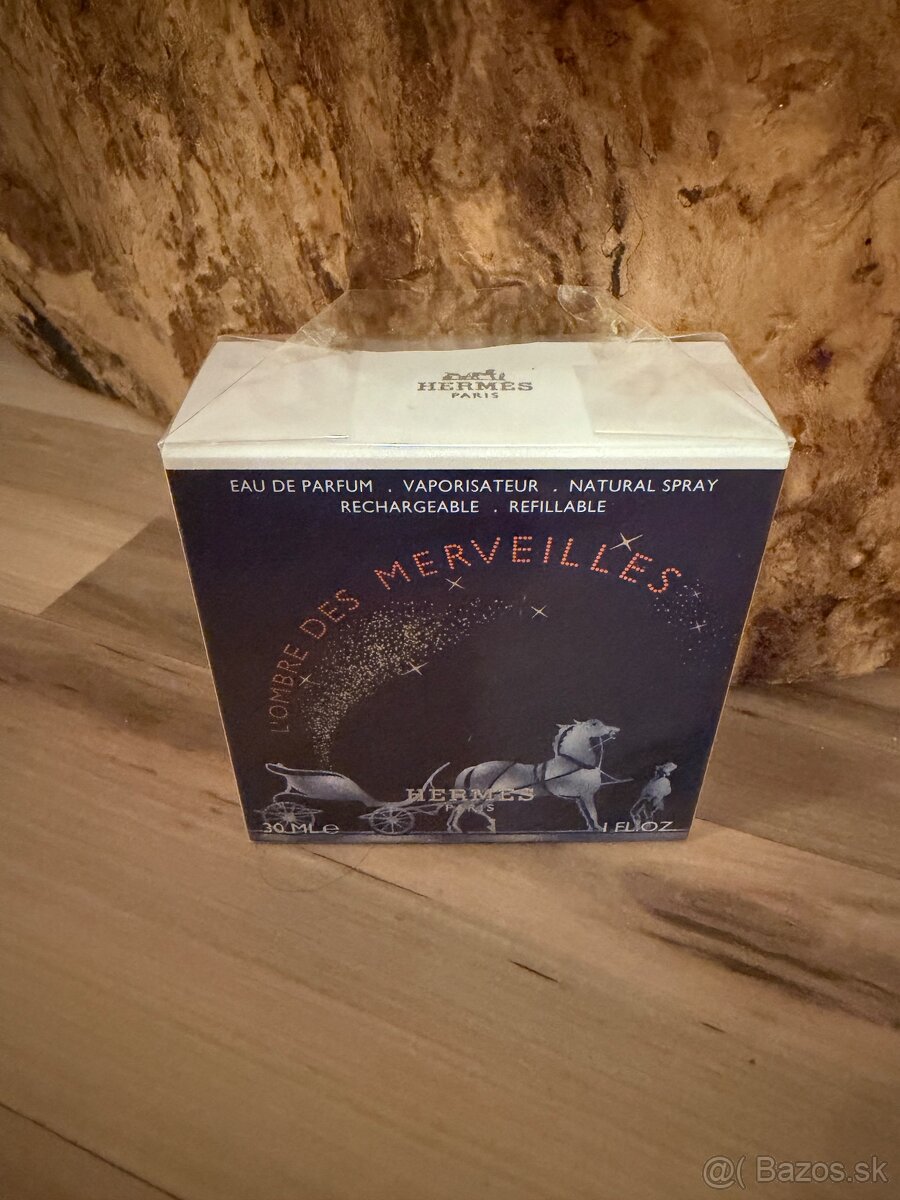 HERMÈS
PARIS
EAU DE PARFUM . VAPORISATEUR . NATURAL SPRAY
RECHARGEABLE . REFILLABLE
L'OMBRE DES MERVEILLES
HERMÈS
PARIS
30 ML e 1 FL.OZ
@( Bazos.sk